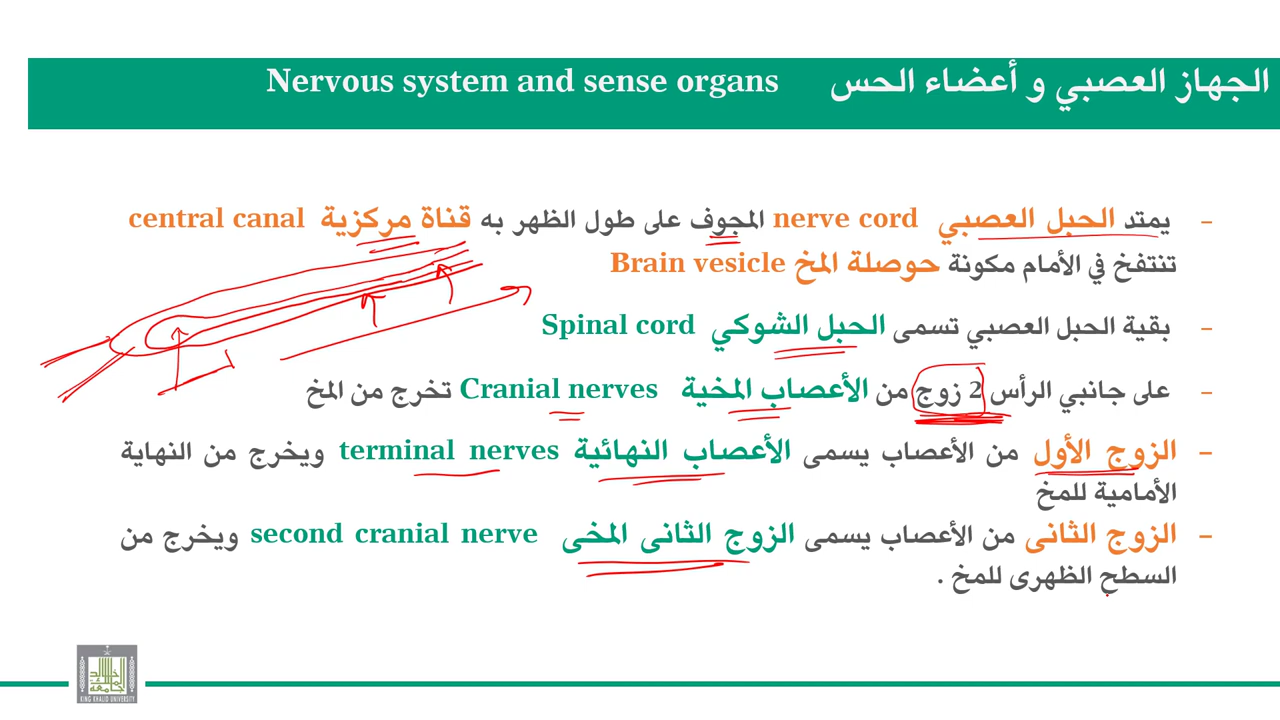 الجهاز العصبي و أعضاء الحس Nervous system and sense organs
- يمتد الحبل العصبي nerve cord المجوف على طول الظهر به قناة مركزية central canal
تنتفخ في الأمام مكونة حوصلة المخ Brain vesicle
- بقية الحبل العصبي تسمى الحبل الشوكي Spinal cord
- على جانبي الرأس 2 زوج من الأعصاب المخية Cranial nerves تخرج من المخ
- الزوج الأول من الأعصاب يسمى الأعصاب النهائية terminal nerves ويخرج من النهاية
الأمامية للمخ
- الزوج الثانى من الأعصاب يسمى الزوج الثانى المخى second cranial nerve ويخرج من
السطح الظهرى للمخ .
KING KHALID UNIVERSITY